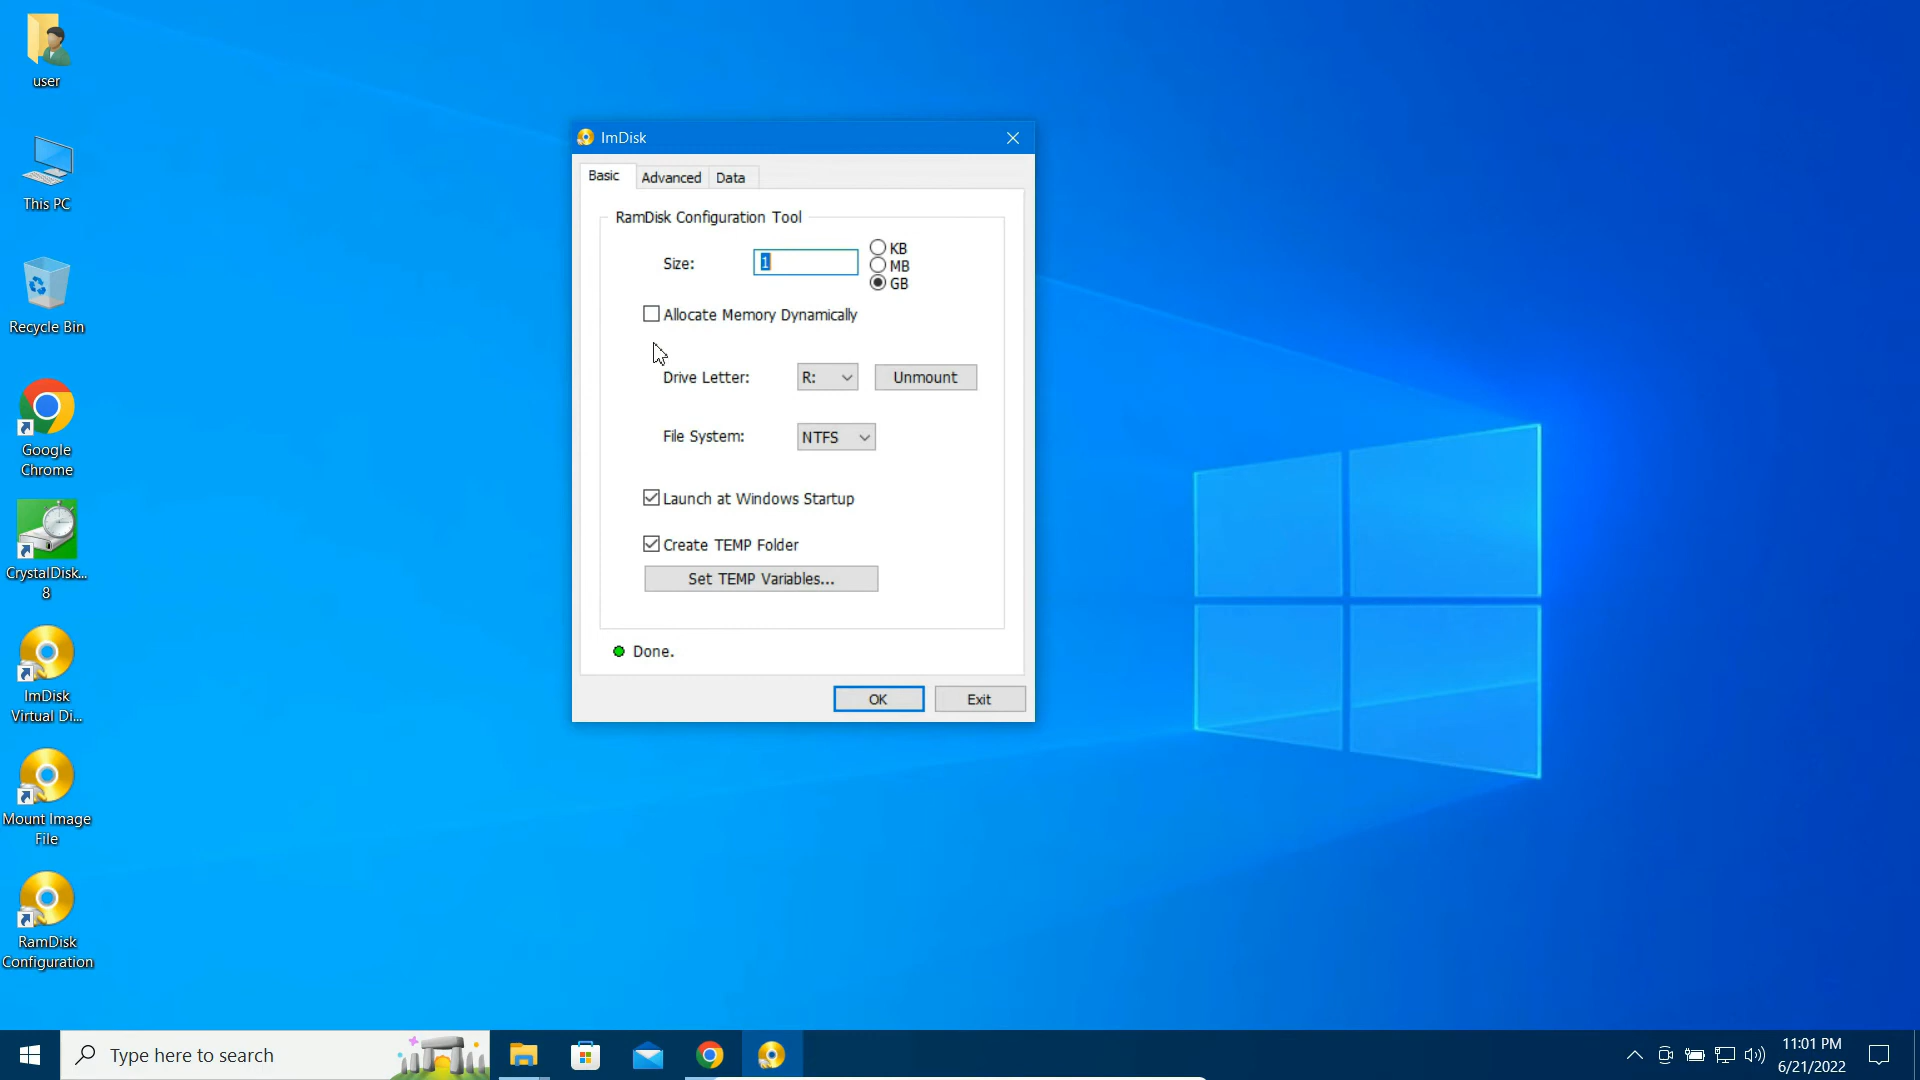 user
This PC
Recycle Bin
Google
Chrome
CrystalDisk...
8
ImDisk
Virtual Di...
Mount Image
File
RamDisk
Configuration
ImDisk
Basic
Advanced
Data
RamDisk Configuration Tool
Size:
1
KB
MB
GB
Allocate Memory Dynamically
Drive Letter:
R:
Unmount
File System:
NTFS
Launch at Windows Startup
Create TEMP Folder
Set TEMP Variables...
Done.
OK
Exit
Type here to search
11:01 PM
6/21/2022